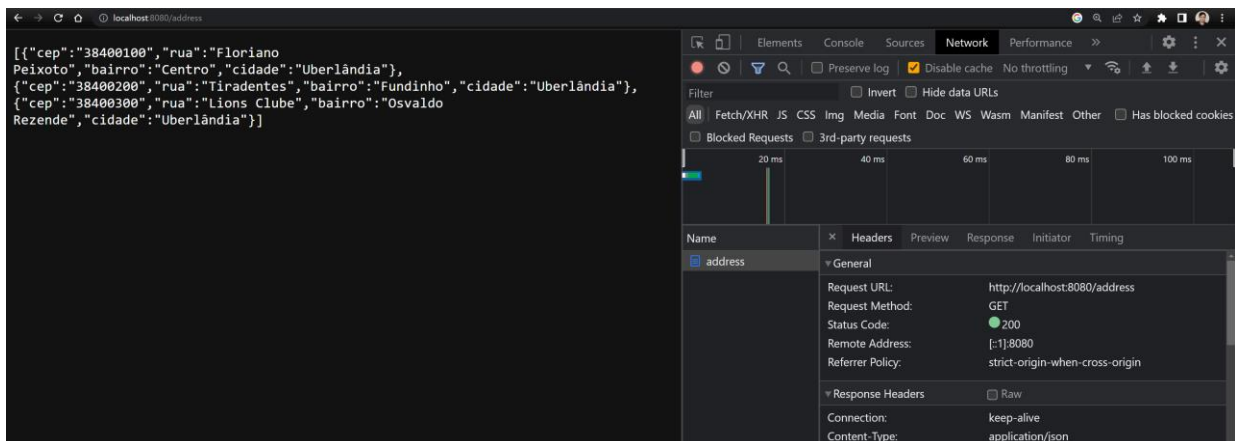 localhost:8080/address
[{"cep":"38400100","rua":"Floriano
Peixoto","bairro":"Centro","cidade":"Uberlândia"},
{"cep":"38400200","rua":"Tiradentes","bairro":"Fundinho","cidade":"Uberlândia"},
{"cep":"38400300","rua":"Lions Clube","bairro":"Osvaldo
Rezende","cidade":"Uberlândia"}]
Elements Console Sources Network Performance »
Preserve log Disable cache No throttling
Filter Invert Hide data URLs
All Fetch/XHR JS CSS Img Media Font Doc WS Wasm Manifest Other Has blocked cookies
Blocked Requests 3rd-party requests
20 ms 40 ms 60 ms 80 ms 100 ms
Name × Headers Preview Response Initiator Timing
address
General
Request URL: http://localhost:8080/address
Request Method: GET
Status Code: 200
Remote Address: [::1]:8080
Referrer Policy: strict-origin-when-cross-origin
Response Headers Raw
Connection: keep-alive
Content-Type: application/json